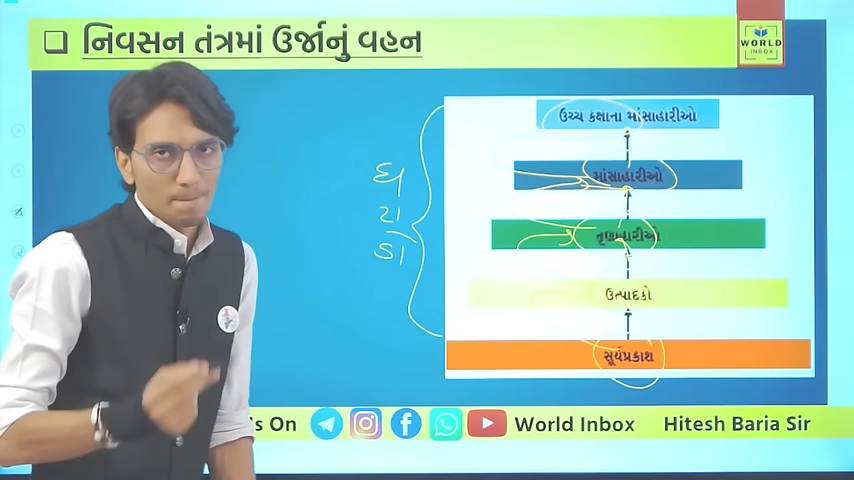 ❑ નિવસન તંત્રમાં ઉર્જાનું વહન
WORLD
INBOX
ઉચ્ચ કક્ષાના માંસાહારીઓ
માંસાહારીઓ
તૃણાહારીઓ
ઉત્પાદકો
સૂર્યપ્રકાશ
's On
World Inbox
Hitesh Baria Sir